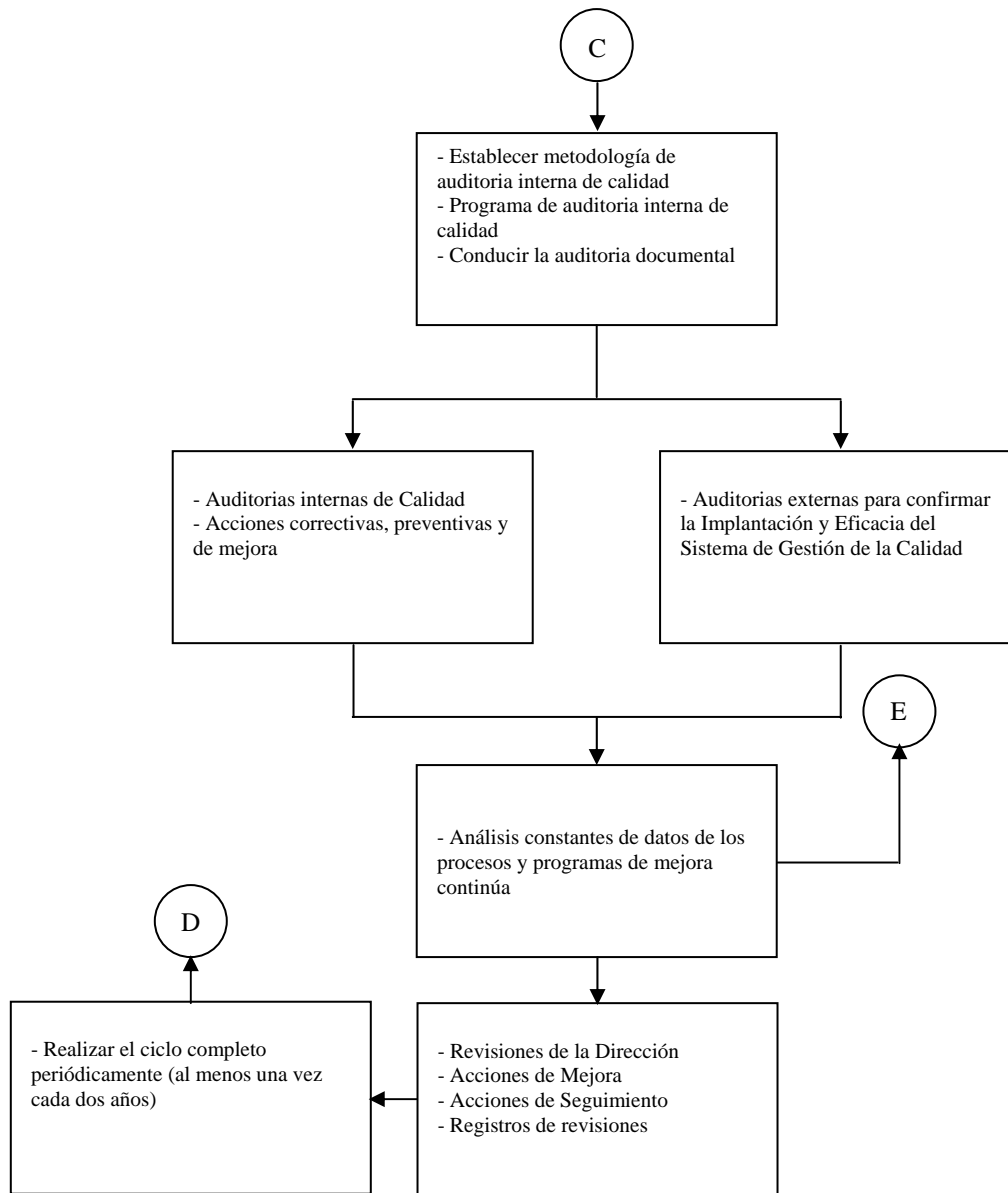 C
- Establecer metodología de
auditoria interna de calidad
- Programa de auditoria interna de
calidad
- Conducir la auditoria documental
- Auditorias internas de Calidad
- Acciones correctivas, preventivas y
de mejora
- Auditorias externas para confirmar
la Implantación y Eficacia del
Sistema de Gestión de la Calidad
E
- Análisis constantes de datos de los
procesos y programas de mejora
continúa
D
- Realizar el ciclo completo
periódicamente (al menos una vez
cada dos años)
- Revisiones de la Dirección
- Acciones de Mejora
- Acciones de Seguimiento
- Registros de revisiones